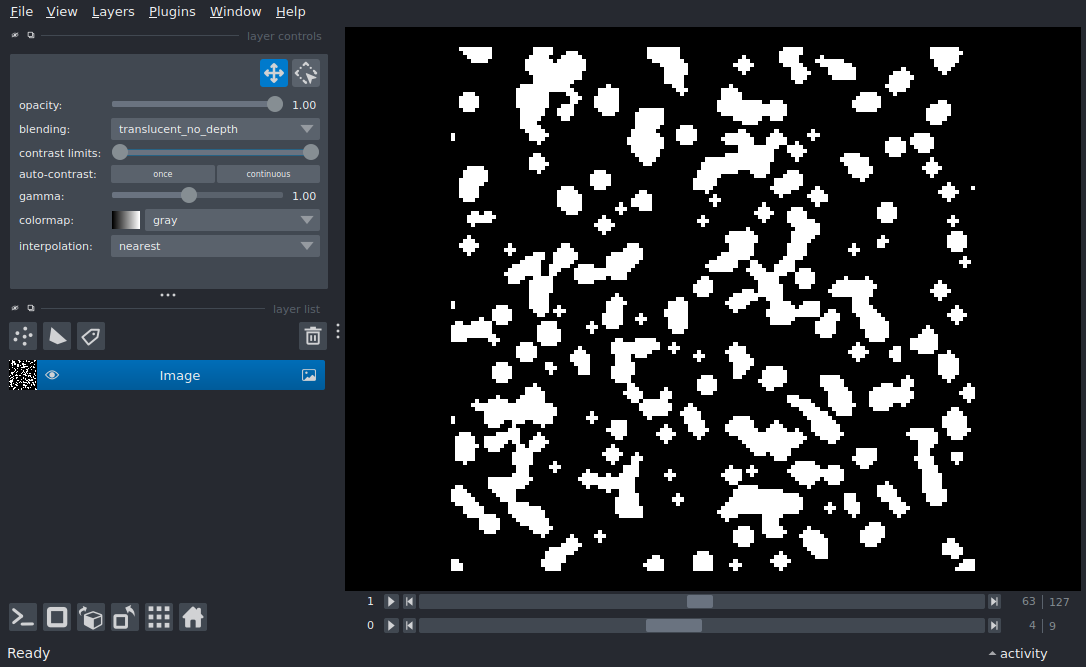 File View Layers Plugins Window Help
layer controls
opacity: 1.00
blending: translucent_no_depth
contrast limits:
auto-contrast: once continuous
gamma: 1.00
colormap: gray
interpolation: nearest
layer list
Image
1 63 127
0 4 9
Ready activity